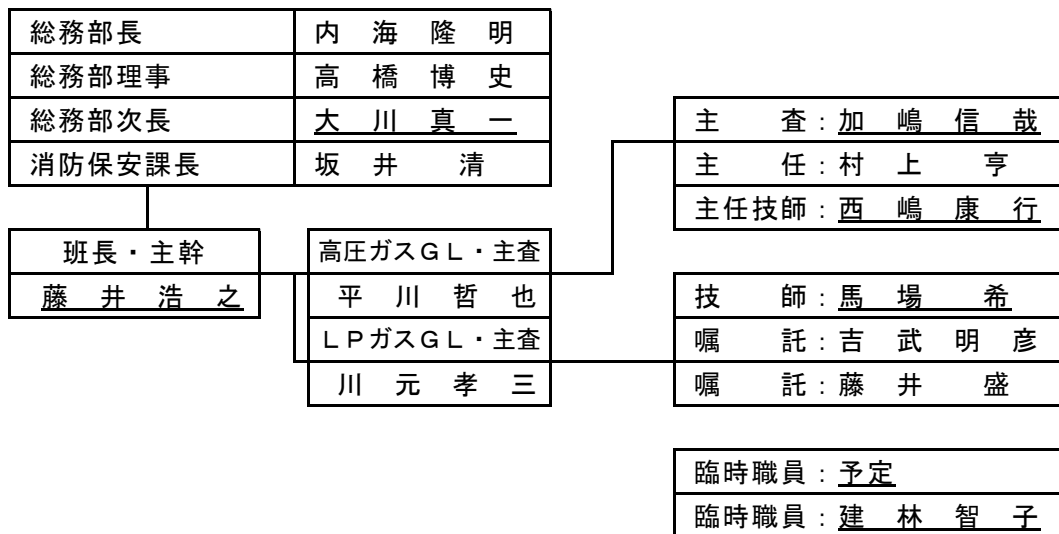 総務部長 内海隆明
総務部理事 高橋博史
総務部次長 大川真一
消防保安課長 坂井清
班長・主幹
藤井浩之
高圧ガスGL・主査
平川哲也
LPガスGL・主査
川元孝三
主査:加嶋信哉
主任:村上亨
主任技師:西嶋康行
技師:馬場希
嘱託:吉武明彦
嘱託:藤井盛
臨時職員:予定
臨時職員:建林智子